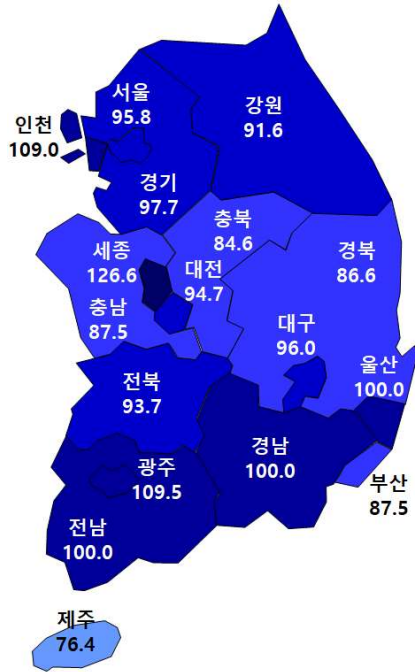 서울
95.8
강원
91.6
인천
109.0
경기
97.7
충북
84.6
세종
126.6
경북
86.6
대전
94.7
충남
87.5
대구
96.0
울산
100.0
전북
93.7
경남
100.0
광주
109.5
부산
87.5
전남
100.0
제주
76.4